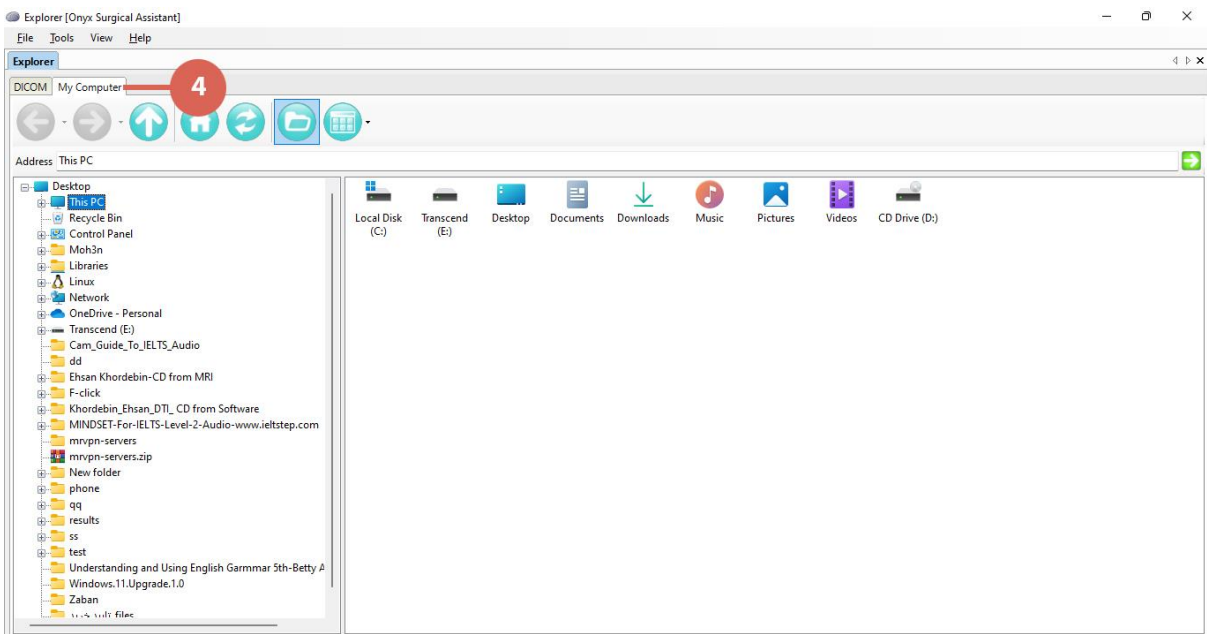 Explorer [Onyx Surgical Assistant]
File Tools View Help
Explorer
DICOM My Computer 4
Address This PC
Desktop
This PC
Recycle Bin
Control Panel
Moh3n
Libraries
Linux
Network
OneDrive - Personal
Transcend (E:)
Cam_Guide_To_IELTS_Audio
dd
Ehsan Khordebin-CD from MRI
F-click
Khordebin_Ehsan_DTI_ CD from Software
MINDSET-For-IELTS-Level-2-Audio-www.ieltstep.com
mrvpn-servers
mrvpn-servers.zip
New folder
phone
qq
results
ss
test
Understanding and Using English Garmmar 5th-Betty A
Windows.11.Upgrade.1.0
Zaban
files
Local Disk (C:)
Transcend (E:)
Desktop
Documents
Downloads
Music
Pictures
Videos
CD Drive (D:)